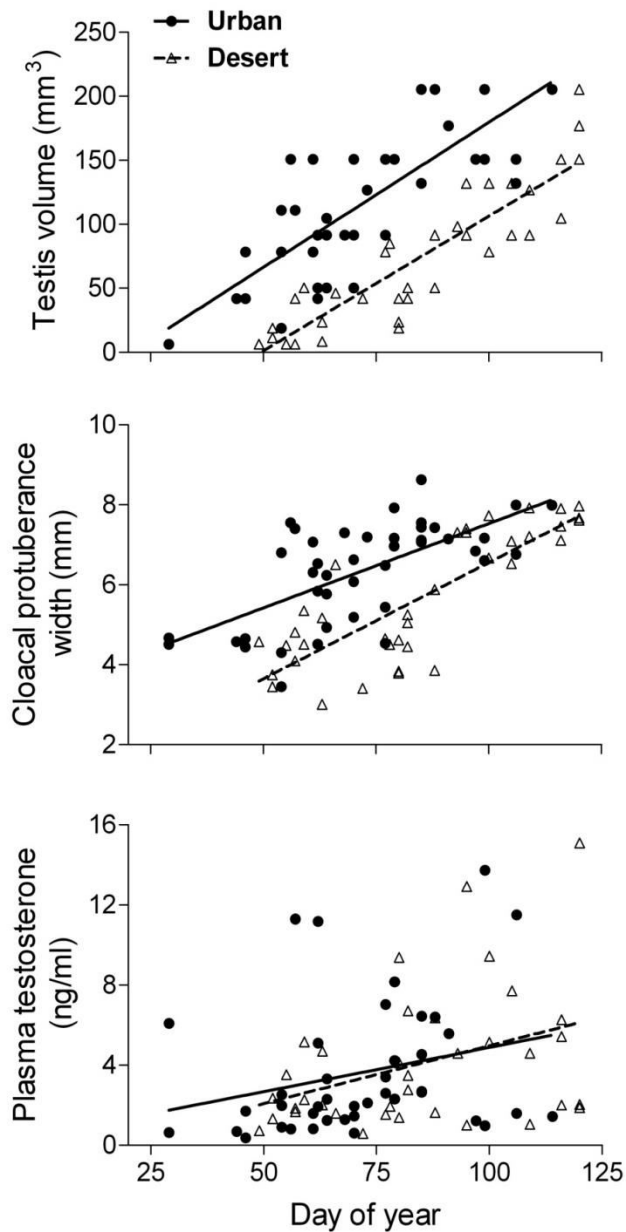 Urban
Desert
Testis volume (mm³)
250
200
150
100
50
0
Cloacal protuberance
width (mm)
10
8
6
4
2
Plasma testosterone
(ng/ml)
16
12
8
4
0
25 50 75 100 125
Day of year